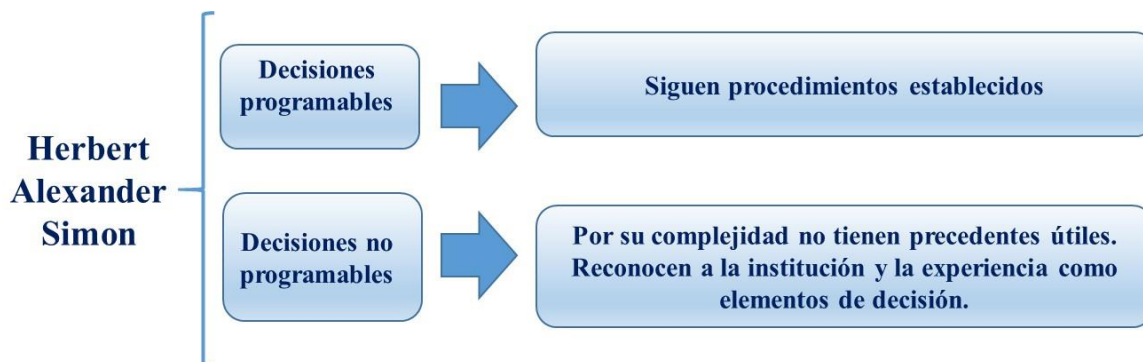 Herbert
Alexander
Simon
Decisiones
programables
Siguen procedimientos establecidos
Decisiones no
programables
Por su complejidad no tienen precedentes útiles.
Reconocen a la institución y la experiencia como
elementos de decisión.